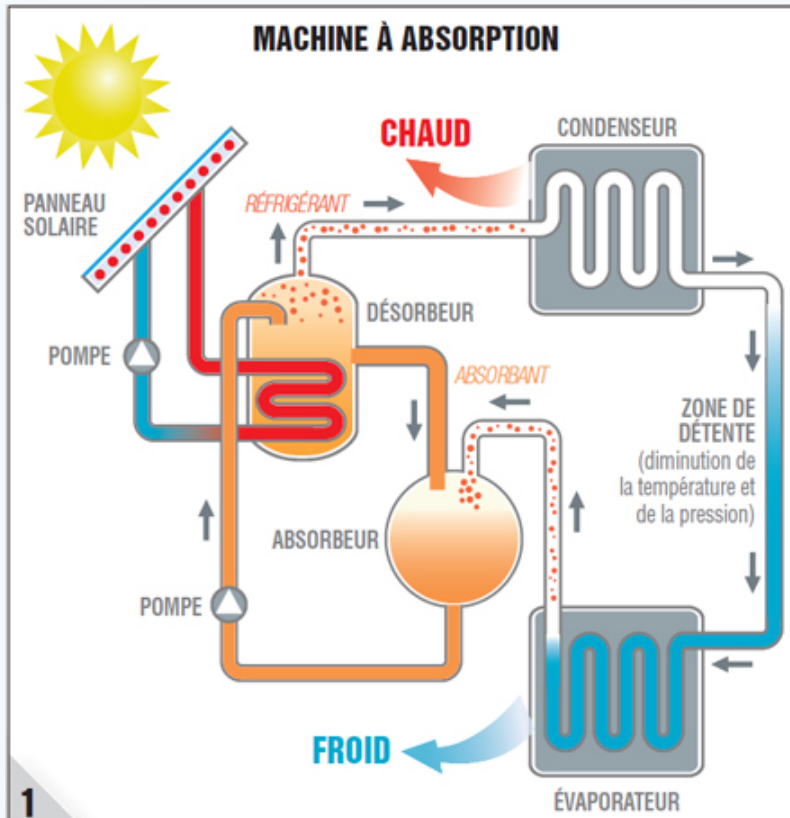 MACHINE À ABSORPTION
CHAUD
CONDENSEUR
PANNEAU
SOLAIRE
RÉFRIGÉRANT
DÉSORBEUR
POMPE
ABSORBANT
ZONE DE
DÉTENTE
(diminution de
la température et
de la pression)
ABSORBEUR
POMPE
FROID
ÉVAPORATEUR
1